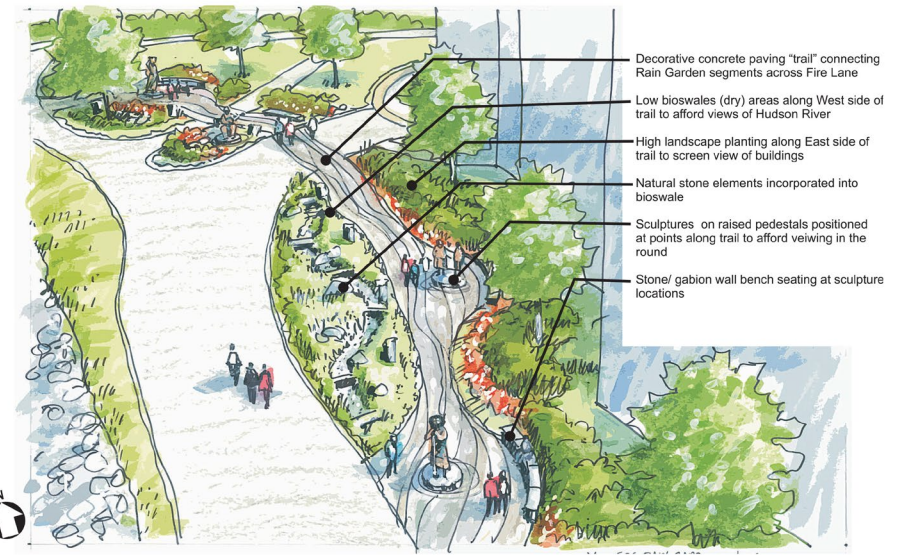 Decorative concrete paving “trail” connecting
Rain Garden segments across Fire Lane
Low bioswales (dry) areas along West side of
trail to afford views of Hudson River
High landscape planting along East side of
trail to screen view of buildings
Natural stone elements incorporated into
bioswale
Sculptures on raised pedestals positioned
at points along trail to afford veiwing in the
round
Stone/ gabion wall bench seating at sculpture
locations
N